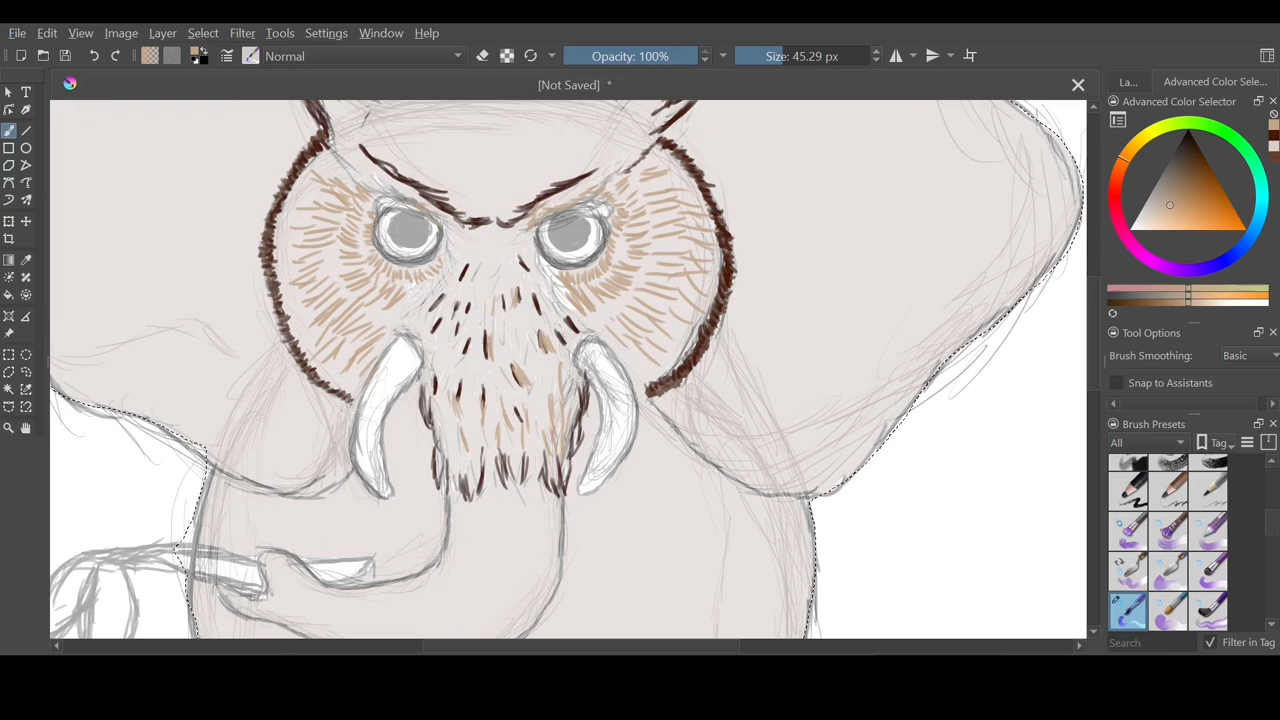 File Edit View Image Layer Select Filter Tools Settings Window Help
Normal Opacity: 100% Size: 45.29 px
[Not Saved] *
La... Advanced Color Sele...
Advanced Color Selector
Tool Options
Brush Smoothing: Basic
Snap to Assistants
Brush Presets
All Tag
Search Filter in Tag